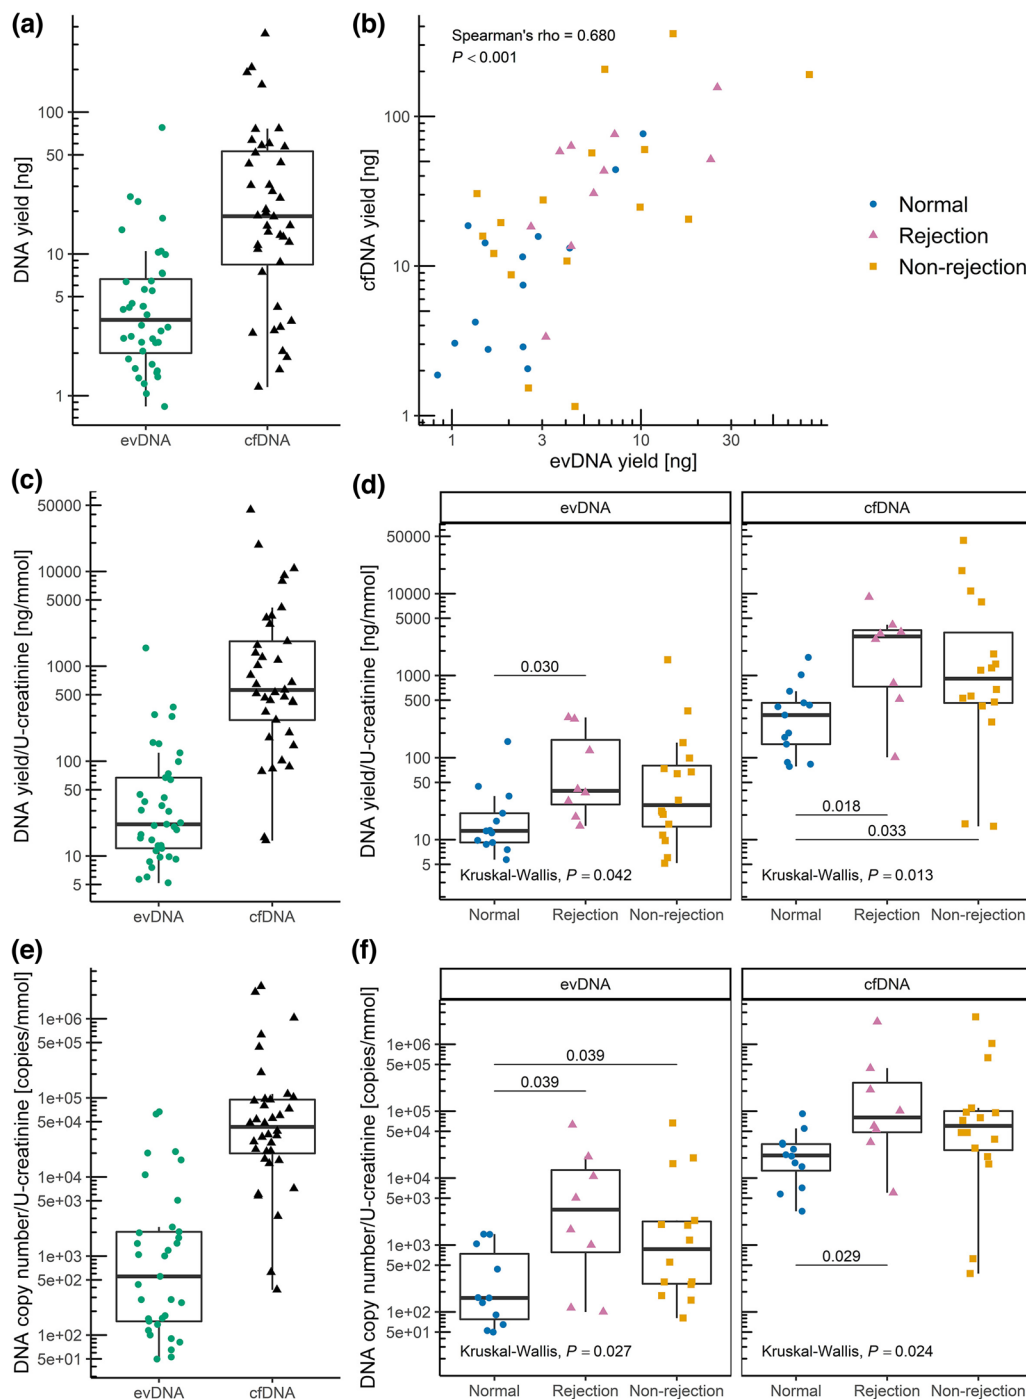 (a)
DNA yield [ng]
100
50
10
5
1
evDNA
cfDNA
(b)
Spearman's rho = 0.680
P < 0.001
cfDNA yield [ng]
100
10
1
1
3
10
30
evDNA yield [ng]
Normal
Rejection
Non-rejection
(c)
DNA yield/U-creatinine [ng/mmol]
50000
10000
5000
1000
500
100
50
10
5
evDNA
cfDNA
(d)
DNA yield/U-creatinine [ng/mmol]
evDNA
cfDNA
50000
10000
5000
1000
500
100
50
10
5
0.030
Kruskal-Wallis, P = 0.042
0.018
0.033
Kruskal-Wallis, P = 0.013
Normal
Rejection
Non-rejection
Normal
Rejection
Non-rejection
(e)
DNA copy number/U-creatinine [copies/mmol]
1e+06
5e+05
1e+05
5e+04
1e+04
5e+03
1e+03
5e+02
1e+02
5e+01
evDNA
cfDNA
(f)
DNA copy number/U-creatinine [copies/mmol]
evDNA
cfDNA
1e+06
5e+05
1e+05
5e+04
1e+04
5e+03
1e+03
5e+02
1e+02
5e+01
0.039
0.039
Kruskal-Wallis, P = 0.027
0.029
Kruskal-Wallis, P = 0.024
Normal
Rejection
Non-rejection
Normal
Rejection
Non-rejection